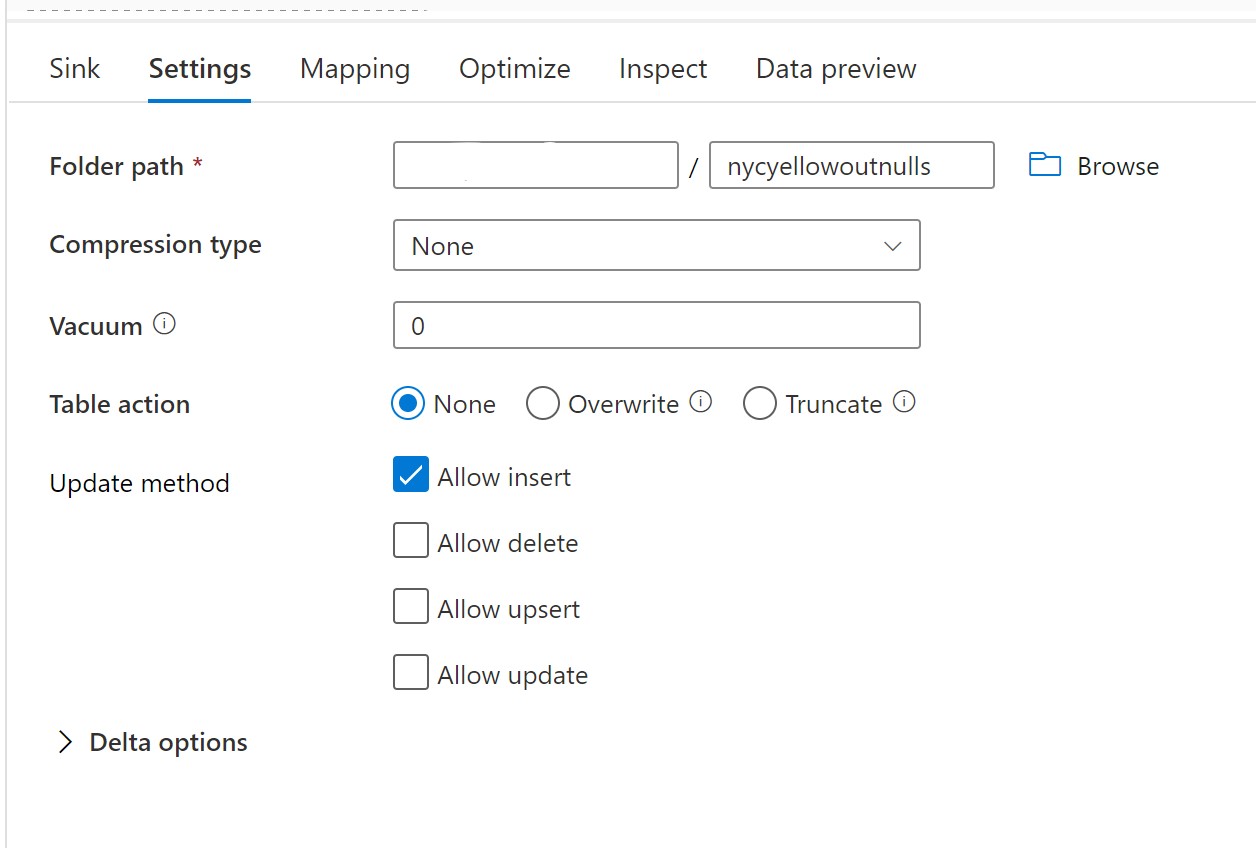 Sink Settings Mapping Optimize Inspect Data preview
Folder path * / nycyellowoutnulls Browse
Compression type None
Vacuum 0
Table action None Overwrite Truncate
Update method Allow insert
Allow delete
Allow upsert
Allow update
Delta options